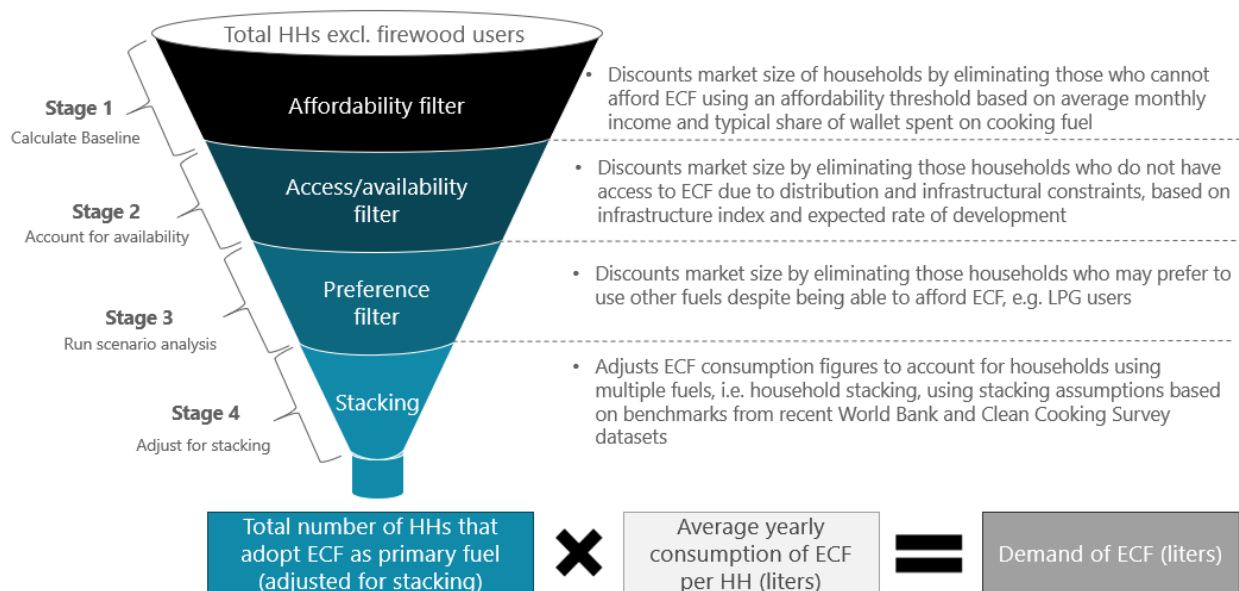 Total HHs excl. firewood users
Stage 1
Calculate Baseline
Affordability filter
• Discounts market size of households by eliminating those who cannot
afford ECF using an affordability threshold based on average monthly
income and typical share of wallet spent on cooking fuel
Stage 2
Account for availability
Access/availability
filter
• Discounts market size by eliminating those households who do not have
access to ECF due to distribution and infrastructural constraints, based on
infrastructure index and expected rate of development
Stage 3
Run scenario analysis
Preference
filter
• Discounts market size by eliminating those households who may prefer to
use other fuels despite being able to afford ECF, e.g. LPG users
Stage 4
Adjust for stacking
Stacking
• Adjusts ECF consumption figures to account for households using
multiple fuels, i.e. household stacking, using stacking assumptions based
on benchmarks from recent World Bank and Clean Cooking Survey
datasets
Total number of HHs that
adopt ECF as primary fuel
(adjusted for stacking)
Average yearly
consumption of ECF
per HH (liters)
Demand of ECF (liters)